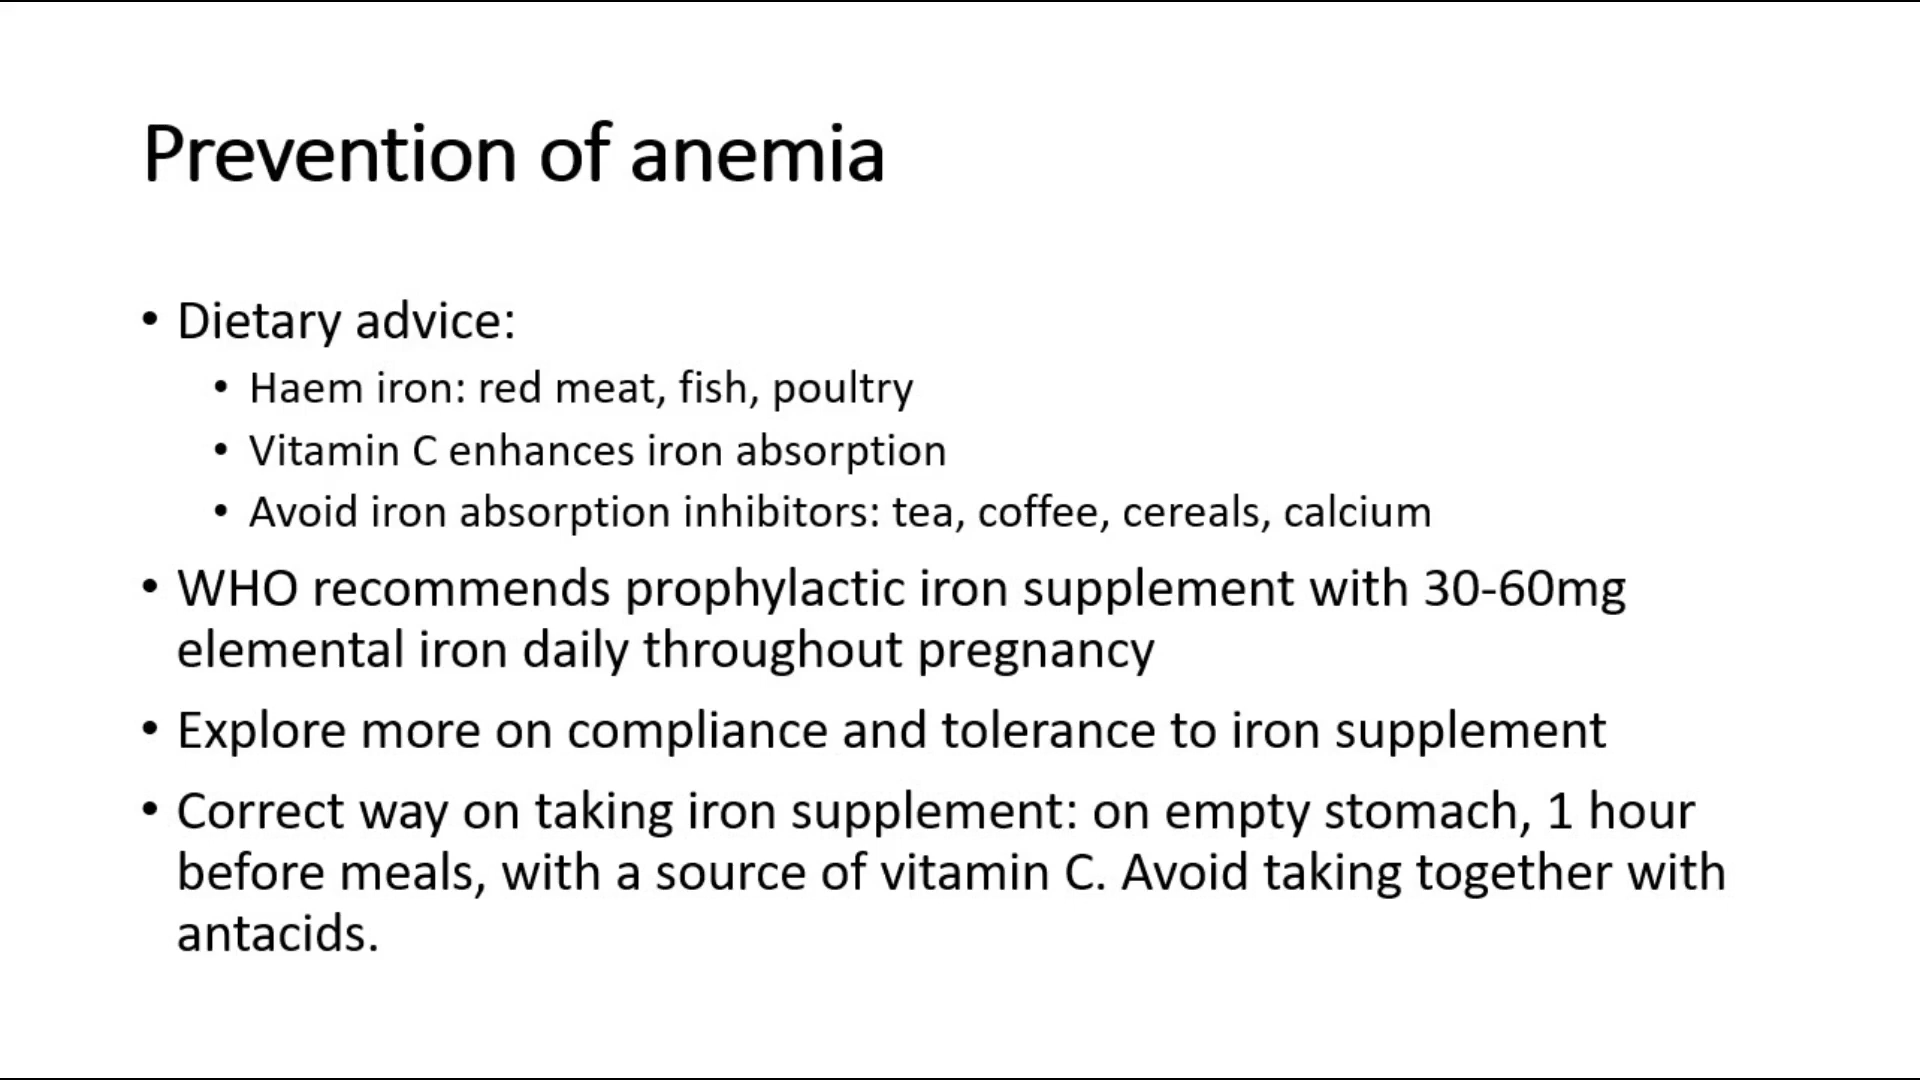 Prevention of anemia
• Dietary advice:
• Haem iron: red meat, fish, poultry
• Vitamin C enhances iron absorption
• Avoid iron absorption inhibitors: tea, coffee, cereals, calcium
• WHO recommends prophylactic iron supplement with 30-60mg
elemental iron daily throughout pregnancy
• Explore more on compliance and tolerance to iron supplement
• Correct way on taking iron supplement: on empty stomach, 1 hour
before meals, with a source of vitamin C. Avoid taking together with
antacids.